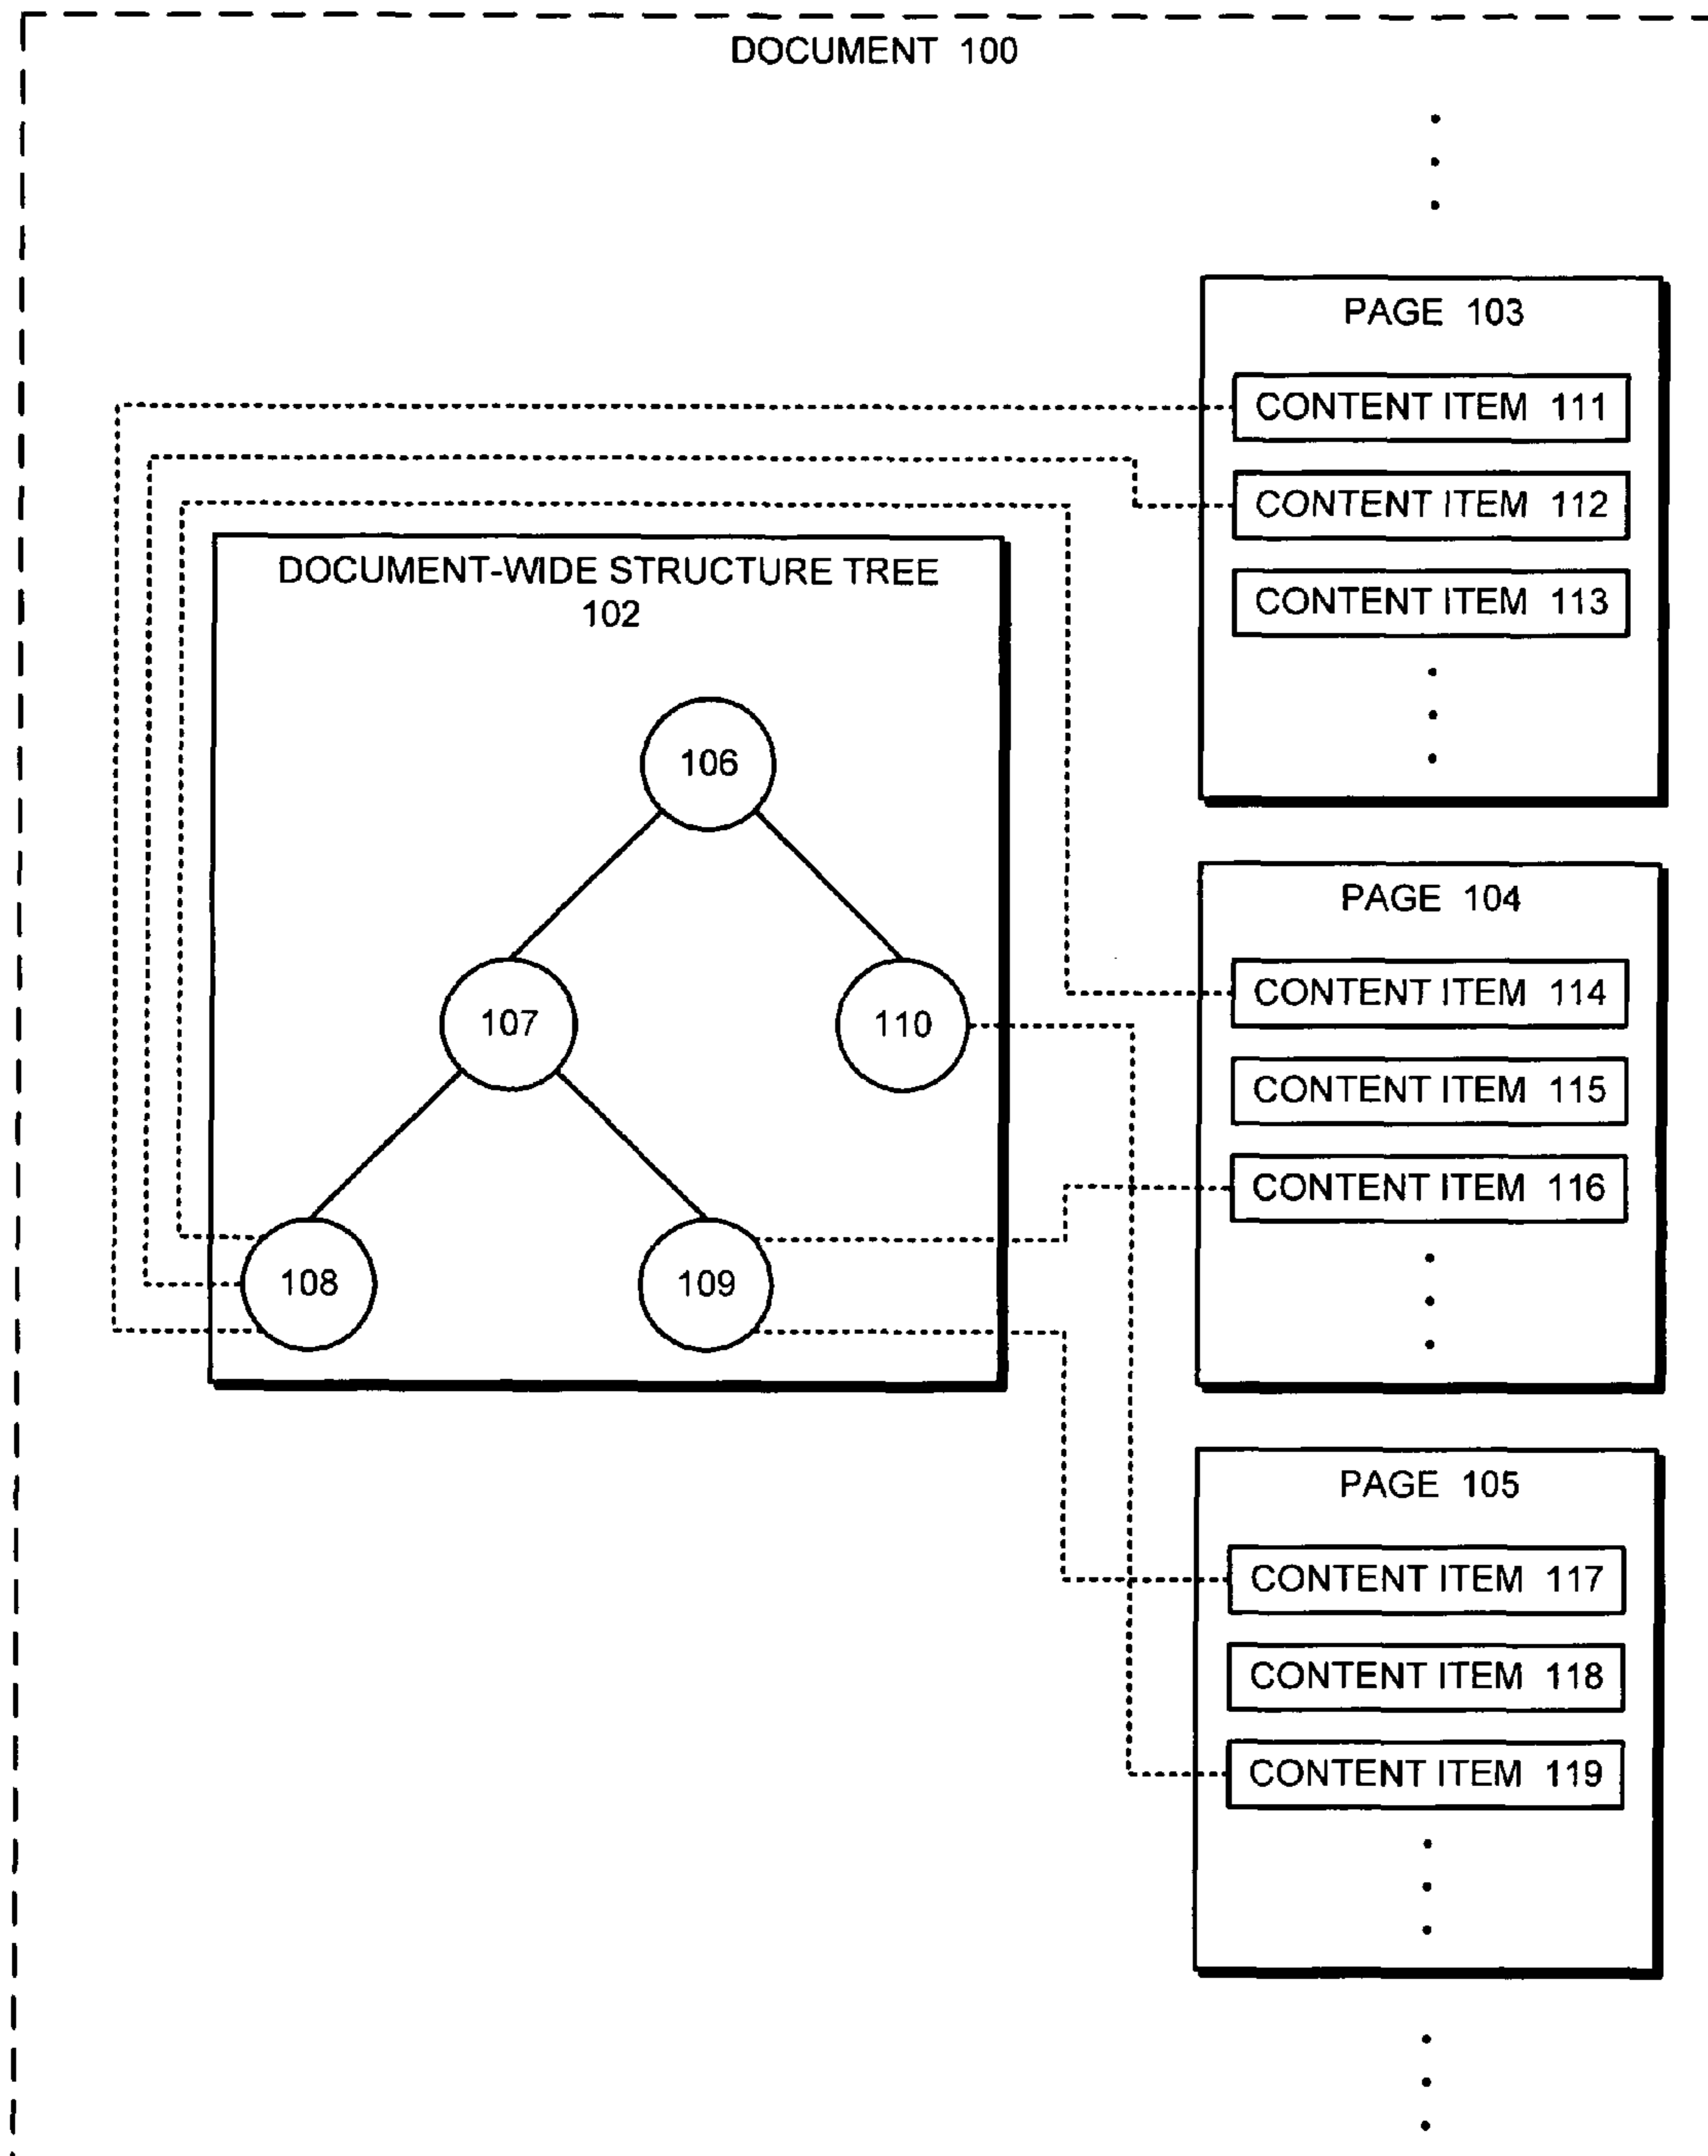 DOCUMENT 100
PAGE 103
CONTENT ITEM 111
CONTENT ITEM 112
CONTENT ITEM 113
DOCUMENT-WIDE STRUCTURE TREE
102
106
107
110
108
109
PAGE 104
CONTENT ITEM 114
CONTENT ITEM 115
CONTENT ITEM 116
PAGE 105
CONTENT ITEM 117
CONTENT ITEM 118
CONTENT ITEM 119